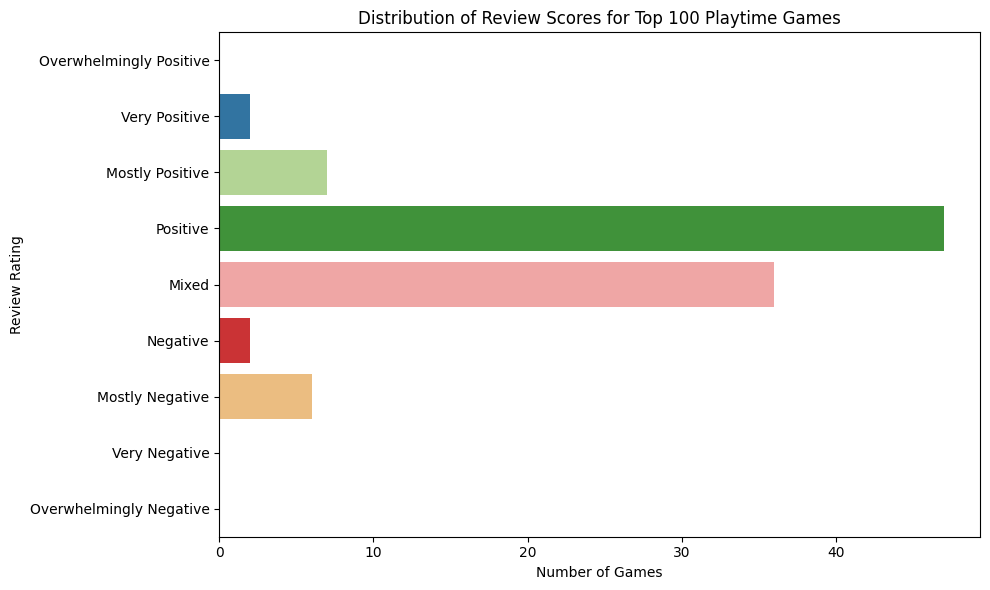 Distribution of Review Scores for Top 100 Playtime Games
Review Rating
Overwhelmingly Positive
Very Positive
Mostly Positive
Positive
Mixed
Negative
Mostly Negative
Very Negative
Overwhelmingly Negative
0 10 20 30 40
Number of Games